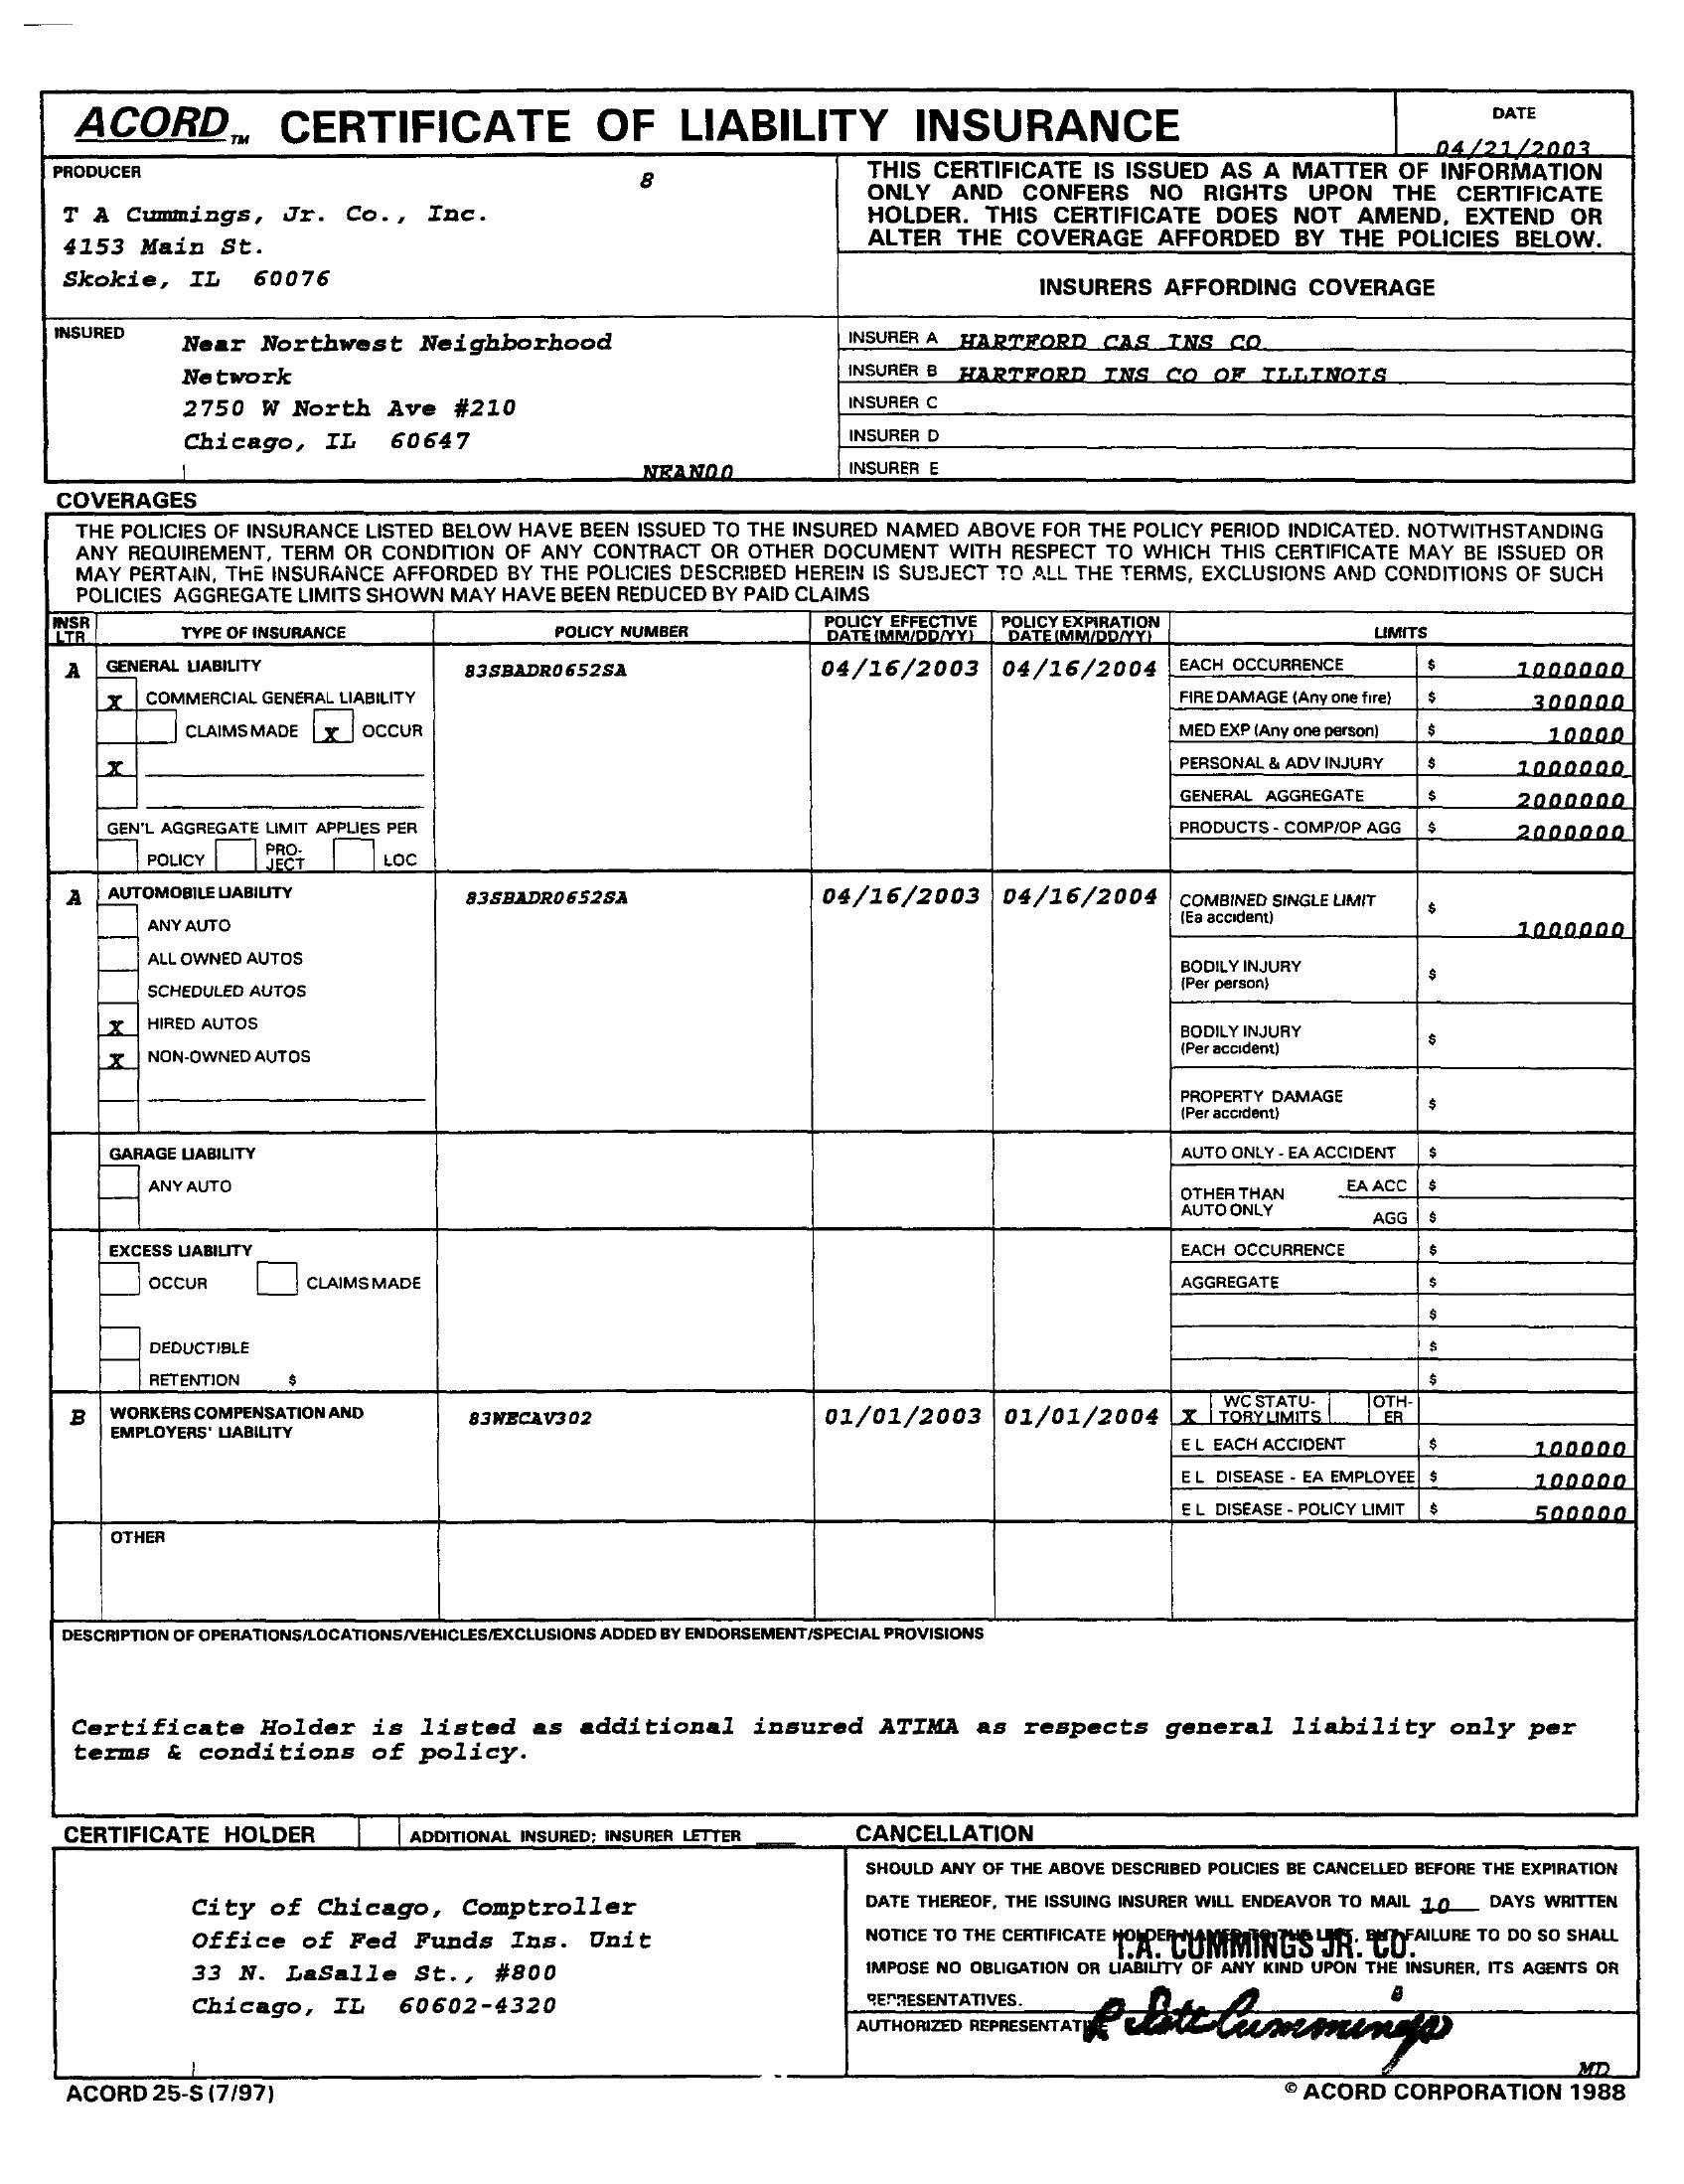 ACORD™ CERTIFICATE OF LIABILITY INSURANCE
DATE
04/21/2003
PRODUCER
8
T A Cummings, Jr. Co., Inc.
4153 Main St.
Skokie, IL 60076
THIS CERTIFICATE IS ISSUED AS A MATTER OF INFORMATION
ONLY AND CONFERS NO RIGHTS UPON THE CERTIFICATE
HOLDER. THIS CERTIFICATE DOES NOT AMEND, EXTEND OR
ALTER THE COVERAGE AFFORDED BY THE POLICIES BELOW.
INSURERS AFFORDING COVERAGE
INSURED
Near Northwest Neighborhood
Network
2750 W North Ave #210
Chicago, IL 60647
NEAN00
INSURER A HARTFORD CAS INS CO
INSURER B HARTFORD INS CO OF ILLINOIS
INSURER C
INSURER D
INSURER E
COVERAGES
THE POLICIES OF INSURANCE LISTED BELOW HAVE BEEN ISSUED TO THE INSURED NAMED ABOVE FOR THE POLICY PERIOD INDICATED. NOTWITHSTANDING
ANY REQUIREMENT, TERM OR CONDITION OF ANY CONTRACT OR OTHER DOCUMENT WITH RESPECT TO WHICH THIS CERTIFICATE MAY BE ISSUED OR
MAY PERTAIN, THE INSURANCE AFFORDED BY THE POLICIES DESCRIBED HEREIN IS SUBJECT TO ALL THE TERMS, EXCLUSIONS AND CONDITIONS OF SUCH
POLICIES AGGREGATE LIMITS SHOWN MAY HAVE BEEN REDUCED BY PAID CLAIMS
INSR LTR TYPE OF INSURANCE POLICY NUMBER POLICY EFFECTIVE DATE (MM/DD/YY) POLICY EXPIRATION DATE (MM/DD/YY) LIMITS
A GENERAL LIABILITY 83SBADR0652SA 04/16/2003 04/16/2004 EACH OCCURRENCE $ 1000000
X COMMERCIAL GENERAL LIABILITY FIRE DAMAGE (Any one fire) $ 300000
CLAIMS MADE X OCCUR MED EXP (Any one person) $ 10000
X PERSONAL & ADV INJURY $ 1000000
GENERAL AGGREGATE $ 2000000
GEN'L AGGREGATE LIMIT APPLIES PER PRODUCTS - COMP/OP AGG $ 2000000
POLICY PRO-JECT LOC
A AUTOMOBILE LIABILITY 83SBADR0652SA 04/16/2003 04/16/2004 COMBINED SINGLE LIMIT (Ea accident) $ 1000000
ANY AUTO
ALL OWNED AUTOS BODILY INJURY (Per person) $
SCHEDULED AUTOS
X HIRED AUTOS BODILY INJURY (Per accident) $
X NON-OWNED AUTOS
PROPERTY DAMAGE (Per accident) $
GARAGE LIABILITY AUTO ONLY - EA ACCIDENT $
ANY AUTO OTHER THAN AUTO ONLY EA ACC $
AGG $
EXCESS LIABILITY EACH OCCURRENCE $
OCCUR CLAIMS MADE AGGREGATE $
$
DEDUCTIBLE $
RETENTION $ $
B WORKERS COMPENSATION AND EMPLOYERS' LIABILITY 83WECAV302 01/01/2003 01/01/2004 X WC STATU-TORY LIMITS OTH-ER
E L EACH ACCIDENT $ 100000
E L DISEASE - EA EMPLOYEE $ 100000
E L DISEASE - POLICY LIMIT $ 500000
OTHER
DESCRIPTION OF OPERATIONS/LOCATIONS/VEHICLES/EXCLUSIONS ADDED BY ENDORSEMENT/SPECIAL PROVISIONS
Certificate Holder is listed as additional insured ATIMA as respects general liability only per
terms & conditions of policy.
CERTIFICATE HOLDER ADDITIONAL INSURED; INSURER LETTER
City of Chicago, Comptroller
Office of Fed Funds Ins. Unit
33 N. LaSalle St., #800
Chicago, IL 60602-4320
CANCELLATION
SHOULD ANY OF THE ABOVE DESCRIBED POLICIES BE CANCELLED BEFORE THE EXPIRATION
DATE THEREOF, THE ISSUING INSURER WILL ENDEAVOR TO MAIL 10 DAYS WRITTEN
NOTICE TO THE CERTIFICATE HOLDER NAMED TO THE LEFT, BUT FAILURE TO DO SO SHALL
T.A. CUMMINGS JR. CO.
IMPOSE NO OBLIGATION OR LIABILITY OF ANY KIND UPON THE INSURER, ITS AGENTS OR
REPRESENTATIVES.
8
AUTHORIZED REPRESENTATIVE R Scott Cummings
MD
ACORD 25-S (7/97)
© ACORD CORPORATION 1988